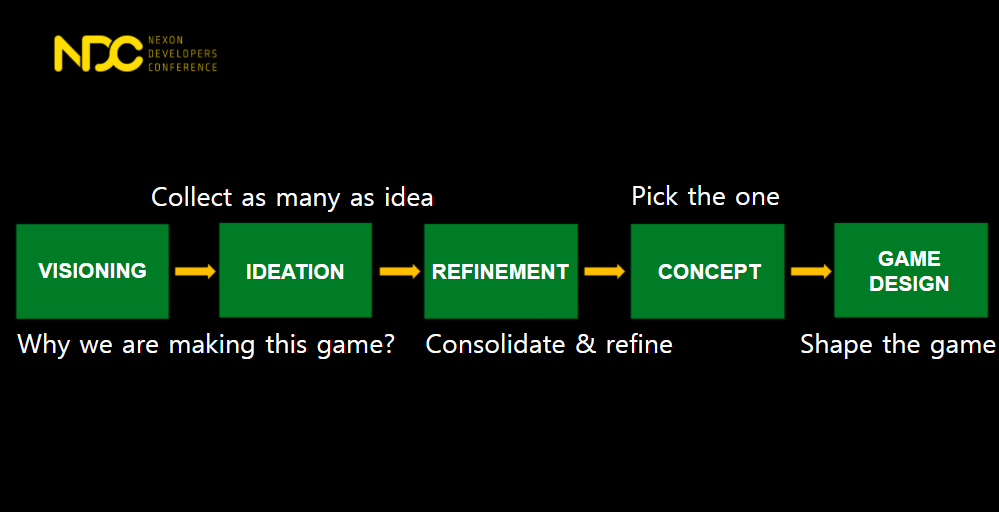 NDC
NEXON
DEVELOPERS
CONFERENCE
Collect as many as idea
Pick the one
VISIONING
IDEATION
REFINEMENT
CONCEPT
GAME
DESIGN
Why we are making this game?
Consolidate & refine
Shape the game